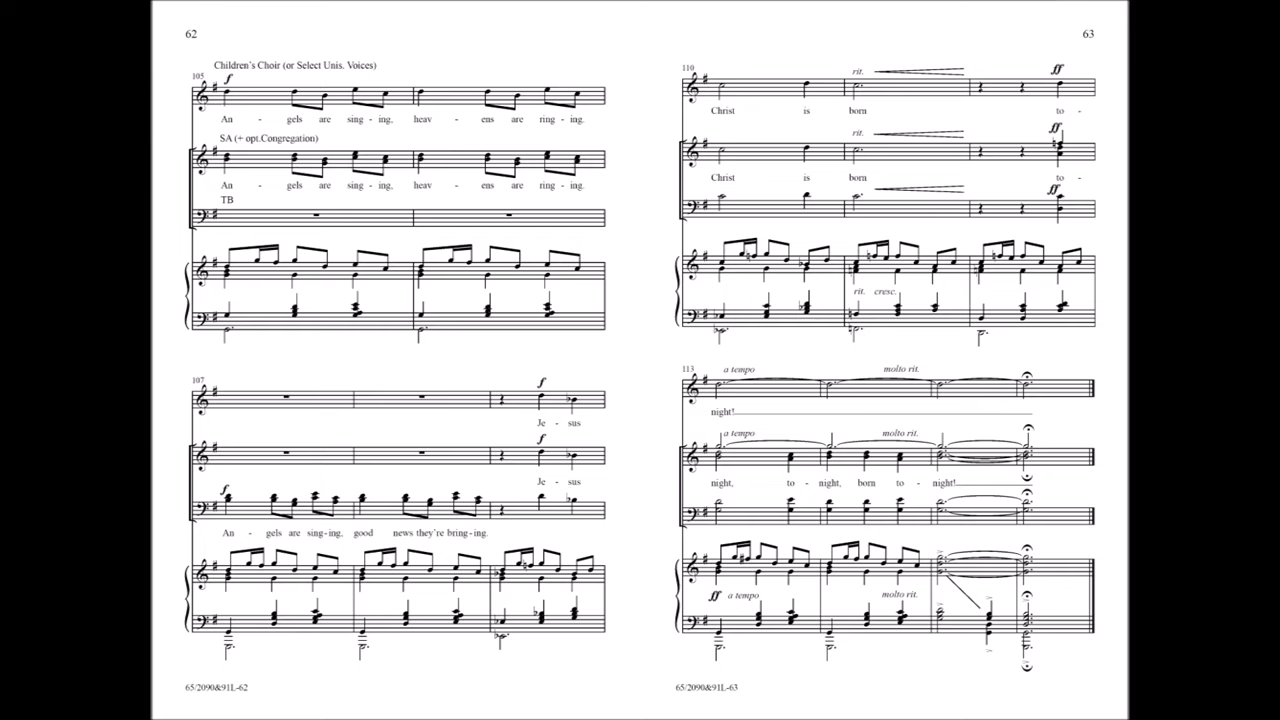 62
Children's Choir (or Select Unis. Voices)
105
f
An - gels are sing - ing, heav - ens are ring - ing.
SA (+ opt.Congregation)
An - gels are sing - ing, heav - ens are ring - ing.
TB
107
f
Je - sus
f
Je - sus
f
An - gels are sing - ing, good news they're bring - ing.
65/2090&91L-62
63
110
rit.
ff
Christ is born to -
rit.
ff
Christ is born to -
ff
rit. cresc.
113
a tempo molto rit.
night!
a tempo molto rit.
night, to - night, born to - night!
ff a tempo molto rit.
65/2090&91L-63